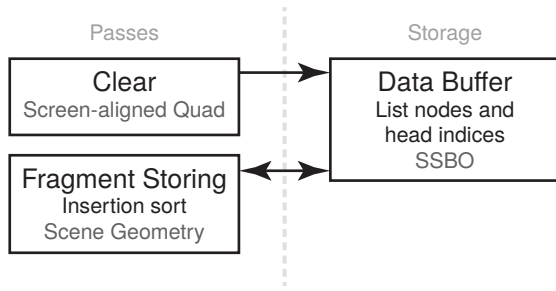 Passes
Storage
Clear
Screen-aligned Quad
Data Buffer
List nodes and
head indices
SSBO
Fragment Storing
Insertion sort
Scene Geometry